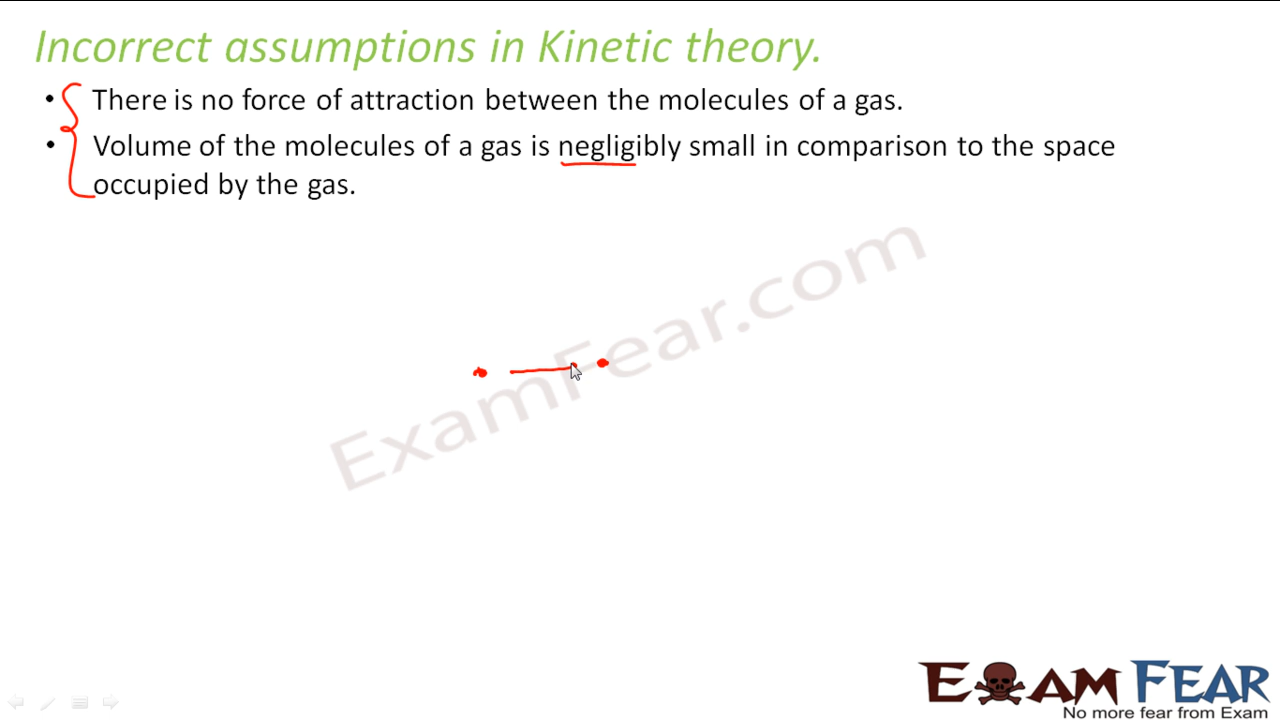 Incorrect assumptions in Kinetic theory.
• There is no force of attraction between the molecules of a gas.
• Volume of the molecules of a gas is negligibly small in comparison to the space
occupied by the gas.
ExamFear.com
EXAM FEAR
No more fear from Exam